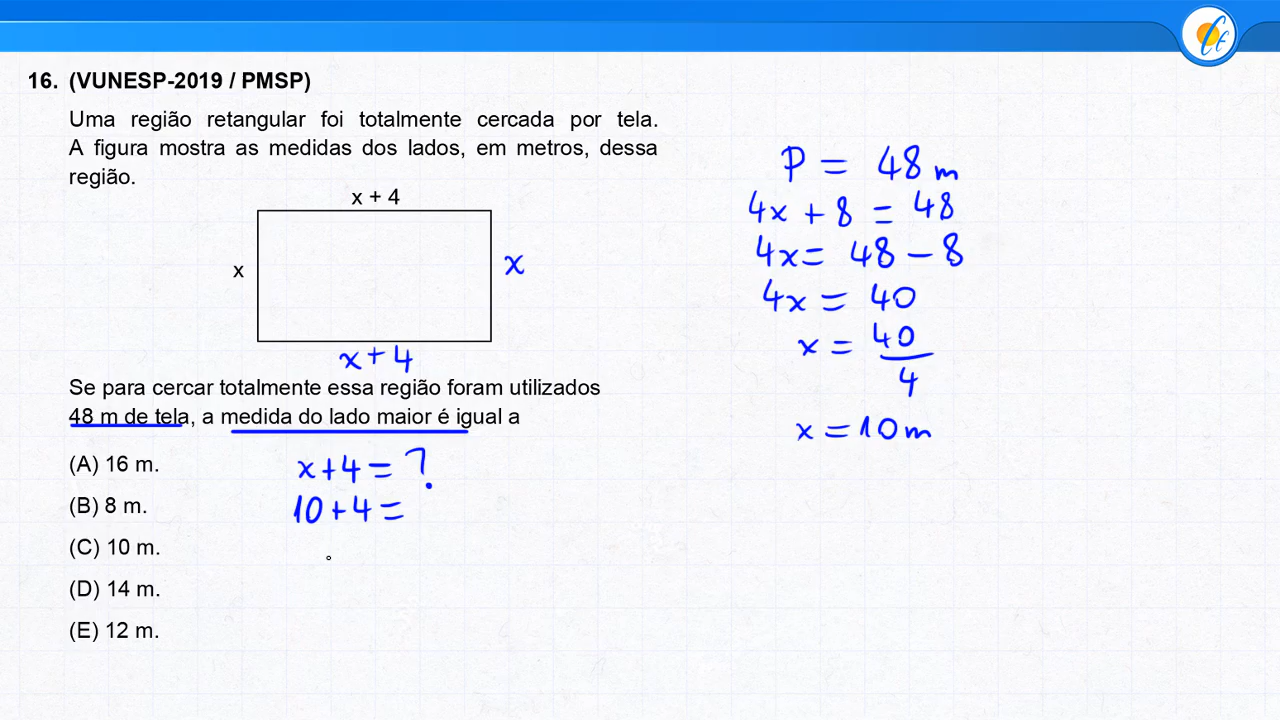 16. (VUNESP-2019 / PMSP)
Uma região retangular foi totalmente cercada por tela.
A figura mostra as medidas dos lados, em metros, dessa
região.
x + 4
x
x
x + 4
Se para cercar totalmente essa região foram utilizados
48 m de tela, a medida do lado maior é igual a
(A) 16 m.
(B) 8 m.
(C) 10 m.
(D) 14 m.
(E) 12 m.
x + 4 = ?
10 + 4 =
P = 48 m
4x + 8 = 48
4x = 48 - 8
4x = 40
x = 40
4
x = 10 m